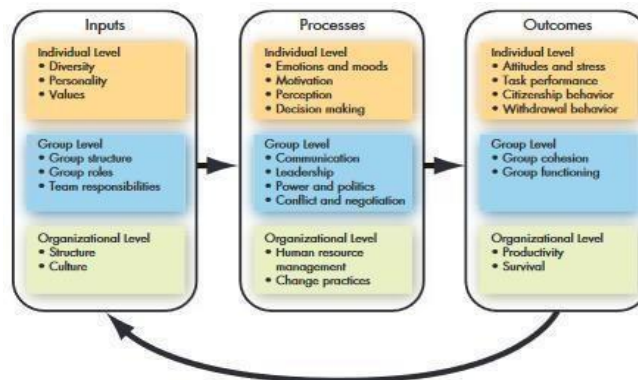 Inputs
Individual Level
• Diversity
• Personality
• Values
Group Level
• Group structure
• Group roles
• Team responsibilities
Organizational Level
• Structure
• Culture
Processes
Individual Level
• Emotions and moods
• Motivation
• Perception
• Decision making
Group Level
• Communication
• Leadership
• Power and politics
• Conflict and negotiation
Organizational Level
• Human resource
management
• Change practices
Outcomes
Individual Level
• Attitudes and stress
• Task performance
• Citizenship behavior
• Withdrawal behavior
Group Level
• Group cohesion
• Group functioning
Organizational Level
• Productivity
• Survival